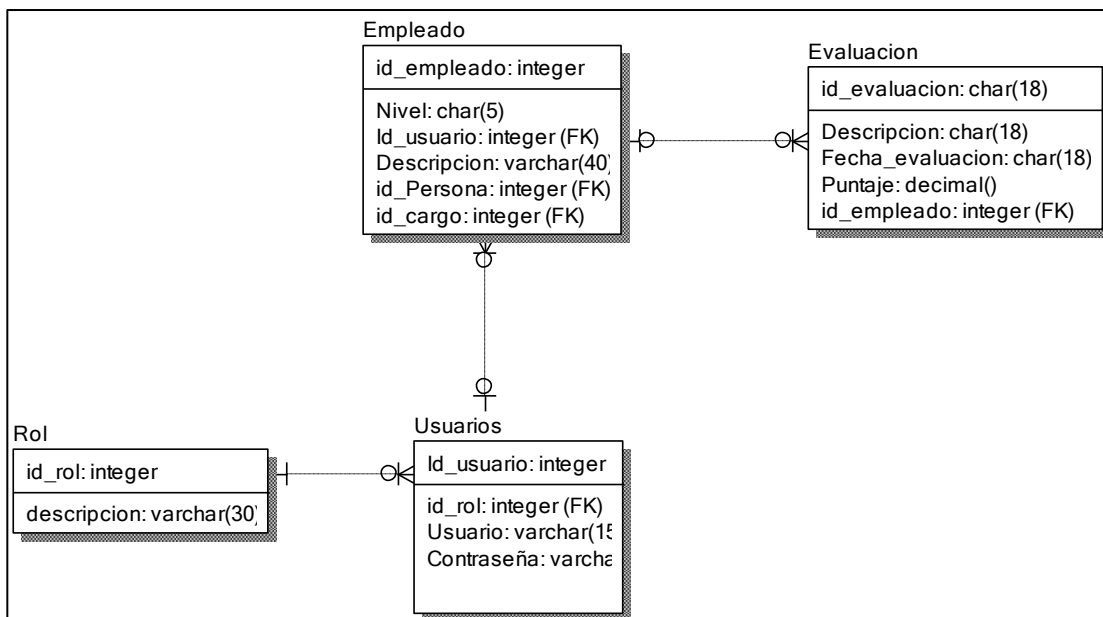 Empleado
id_empleado: integer
Nivel: char(5)
Id_usuario: integer (FK)
Descripcion: varchar(40)
id_Persona: integer (FK)
id_cargo: integer (FK)
Evaluacion
id_evaluacion: char(18)
Descripcion: char(18)
Fecha_evaluacion: char(18)
Puntaje: decimal()
id_empleado: integer (FK)
Rol
id_rol: integer
descripcion: varchar(30)
Usuarios
Id_usuario: integer
id_rol: integer (FK)
Usuario: varchar(15
Contraseña: varcha